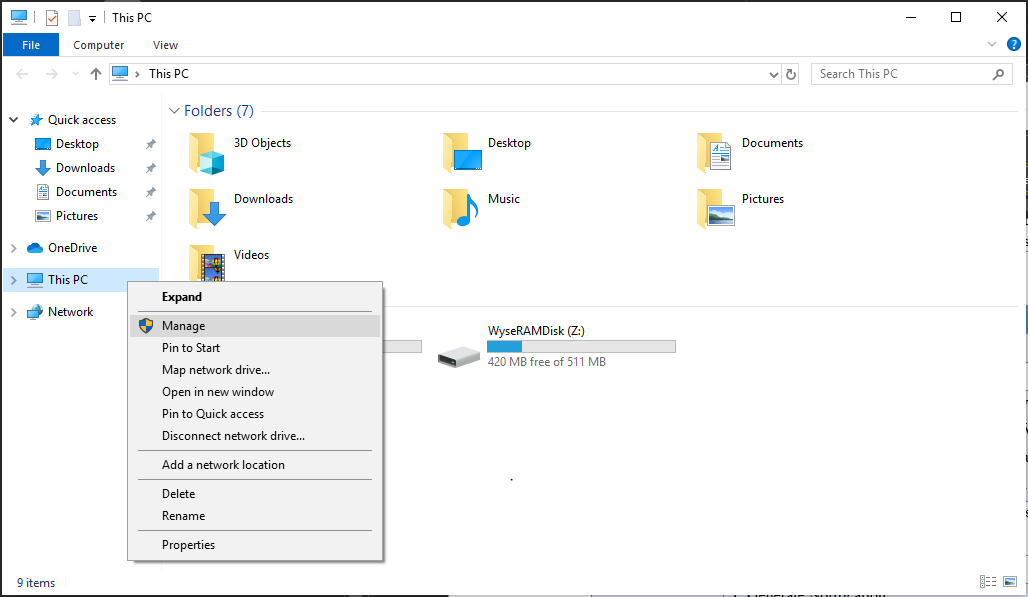 This PC
File
Computer
View
This PC
Search This PC
Quick access
Desktop
Downloads
Documents
Pictures
OneDrive
This PC
Network
Folders (7)
3D Objects
Desktop
Documents
Downloads
Music
Pictures
Videos
WyseRAMDisk (Z:)
420 MB free of 511 MB
Expand
Manage
Pin to Start
Map network drive...
Open in new window
Pin to Quick access
Disconnect network drive...
Add a network location
Delete
Rename
Properties
9 items